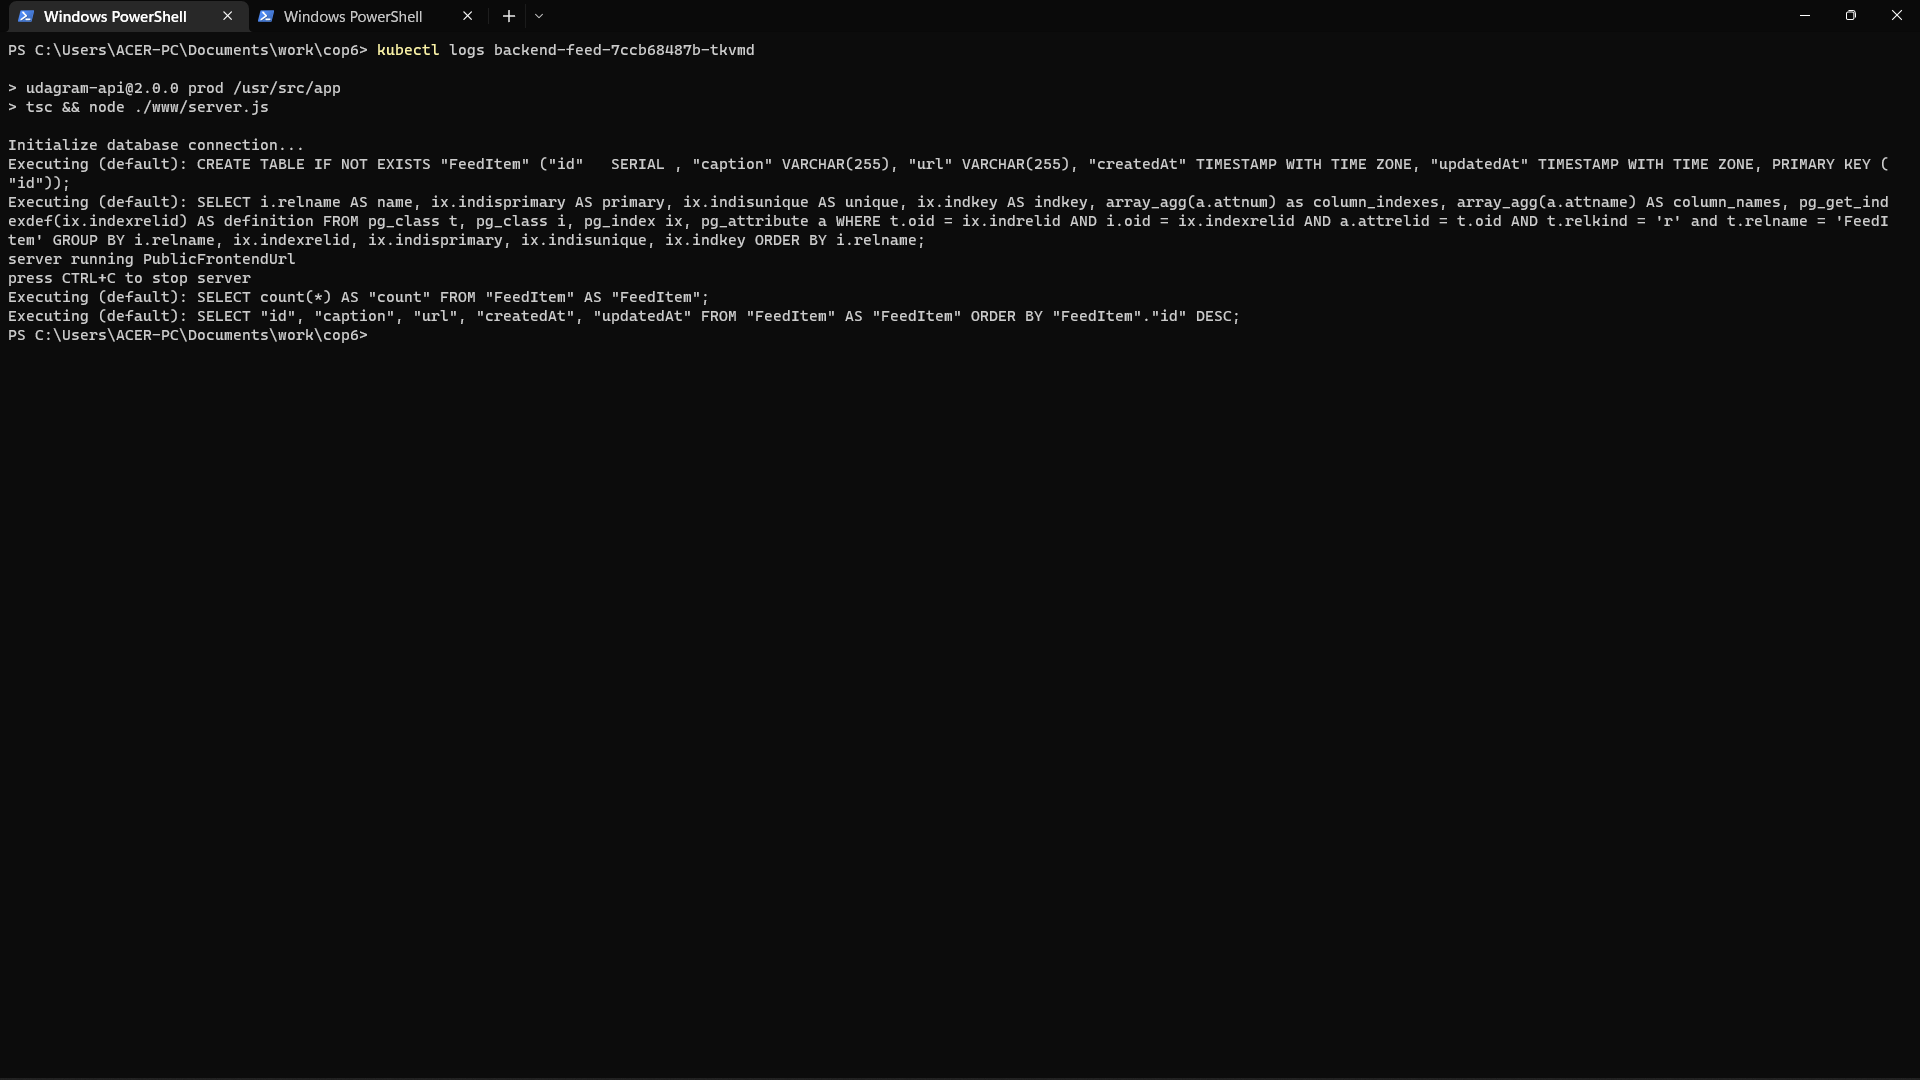 Windows PowerShell
Windows PowerShell
PS C:\Users\ACER-PC\Documents\work\cop6> kubectl logs backend-feed-7ccb68487b-tkvmd
> udagram-api@2.0.0 prod /usr/src/app
> tsc && node ./www/server.js
Initialize database connection...
Executing (default): CREATE TABLE IF NOT EXISTS "FeedItem" ("id"   SERIAL , "caption" VARCHAR(255), "url" VARCHAR(255), "createdAt" TIMESTAMP WITH TIME ZONE, "updatedAt" TIMESTAMP WITH TIME ZONE, PRIMARY KEY (
"id"));
Executing (default): SELECT i.relname AS name, ix.indisprimary AS primary, ix.indisunique AS unique, ix.indkey AS indkey, array_agg(a.attnum) as column_indexes, array_agg(a.attname) AS column_names, pg_get_ind
exdef(ix.indexrelid) AS definition FROM pg_class t, pg_class i, pg_index ix, pg_attribute a WHERE t.oid = ix.indrelid AND i.oid = ix.indexrelid AND a.attrelid = t.oid AND t.relkind = 'r' and t.relname = 'FeedI
tem' GROUP BY i.relname, ix.indexrelid, ix.indisprimary, ix.indisunique, ix.indkey ORDER BY i.relname;
server running PublicFrontendUrl
press CTRL+C to stop server
Executing (default): SELECT count(*) AS "count" FROM "FeedItem" AS "FeedItem";
Executing (default): SELECT "id", "caption", "url", "createdAt", "updatedAt" FROM "FeedItem" AS "FeedItem" ORDER BY "FeedItem"."id" DESC;
PS C:\Users\ACER-PC\Documents\work\cop6>